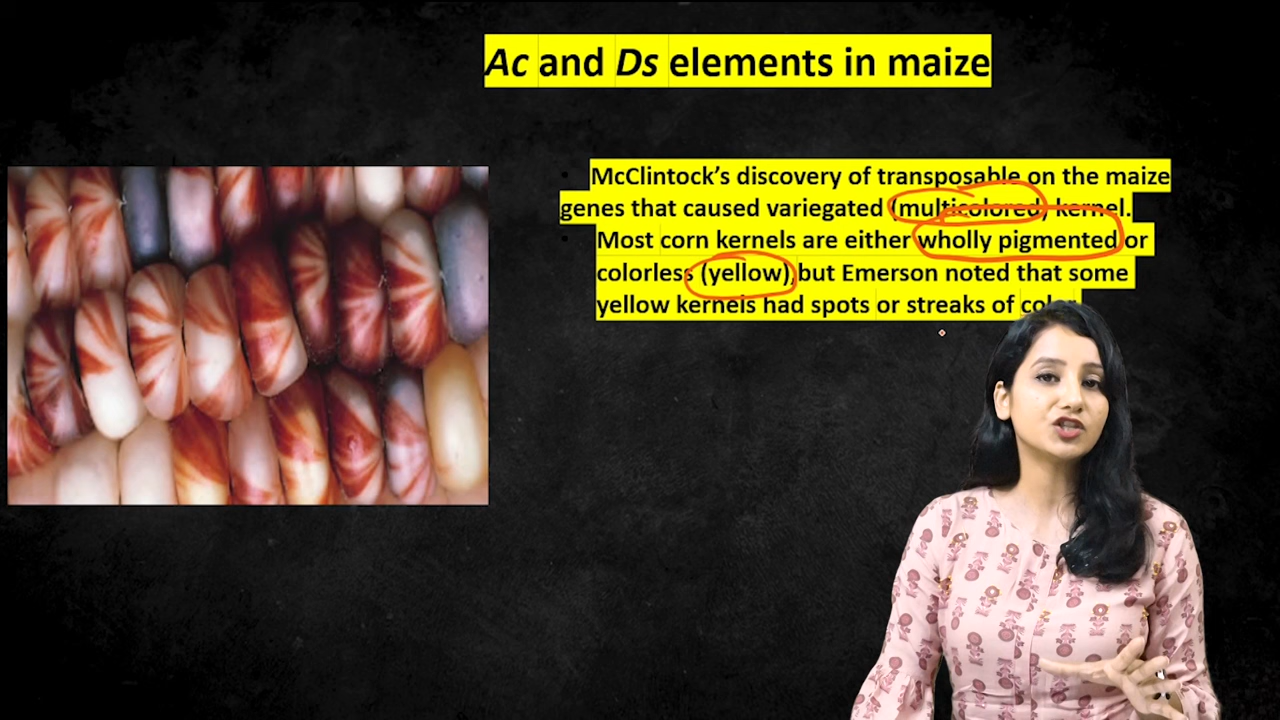 Ac and Ds elements in maize
McClintock's discovery of transposable on the maize
genes that caused variegated (multicolored) kernel.
Most corn kernels are either wholly pigmented or
colorless (yellow), but Emerson noted that some
yellow kernels had spots or streaks of color.